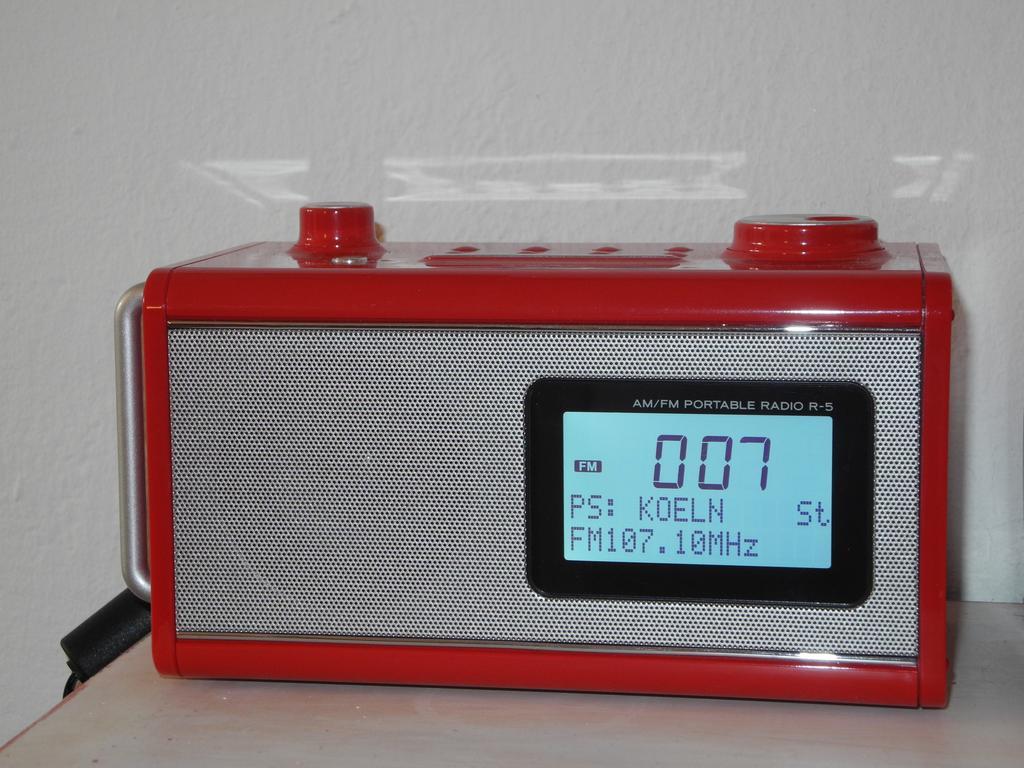 AM/FM PORTABLE RADIO R-5
FM 007
PS: KOELN St
FM107.10MHz